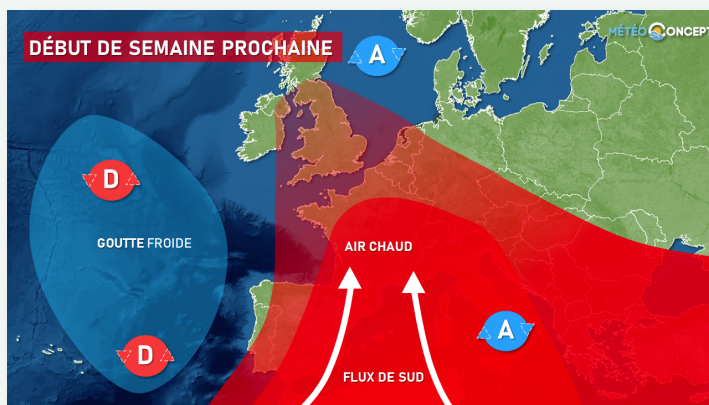 DÉBUT DE SEMAINE PROCHAINE
A
MÉTÉO CONCEPT
D
GOUTTE FROIDE
AIR CHAUD
A
D
FLUX DE SUD